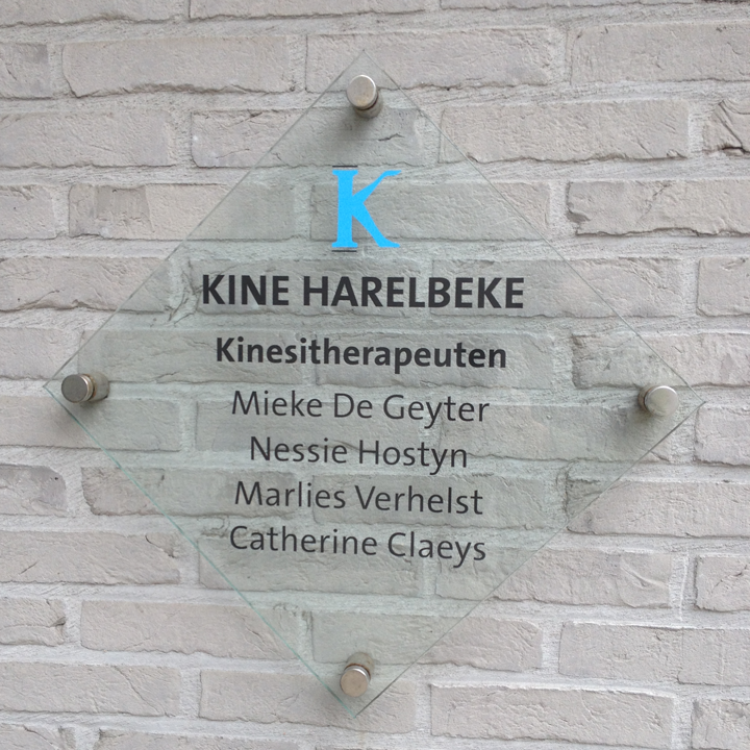 K
KINE HARELBEKE
Kinesitherapeuten
Mieke De Geyter
Nessie Hostyn
Marlies Verhelst
Catherine Claeys